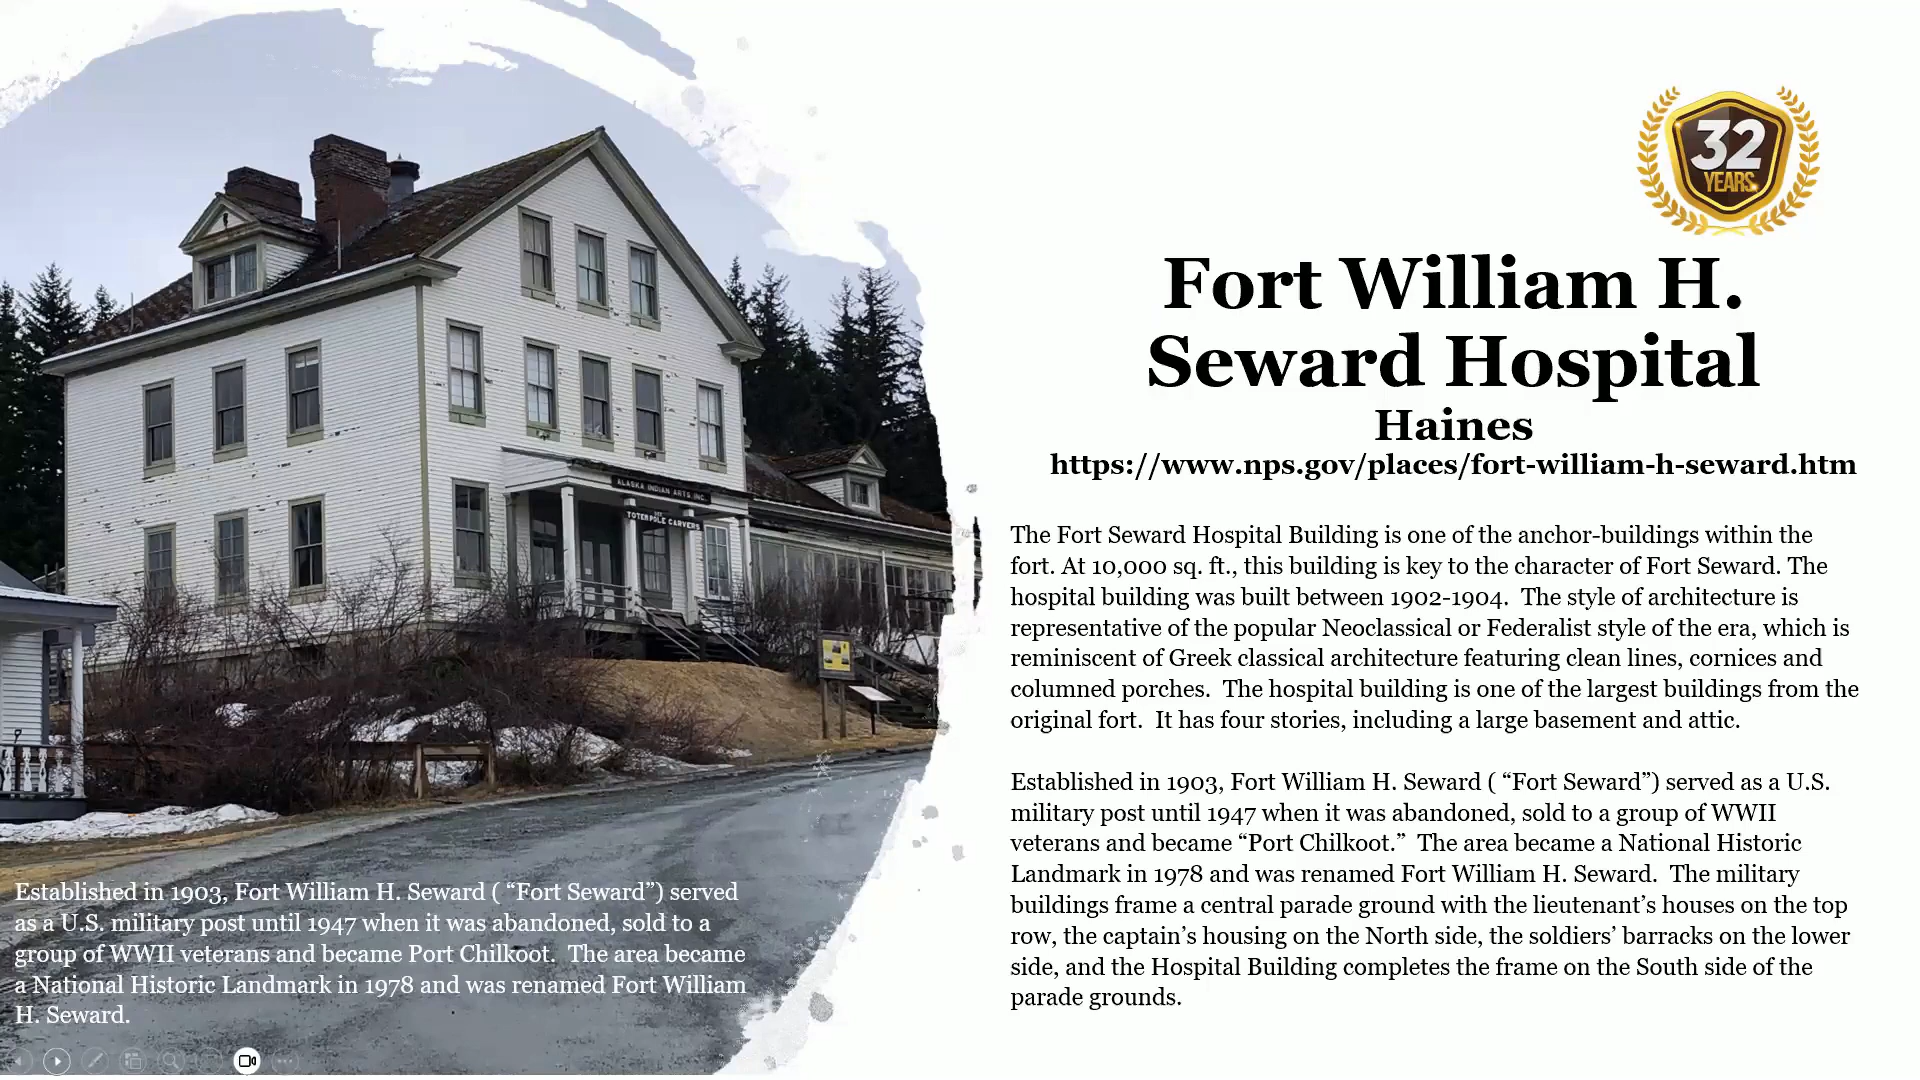 32
YEARS
Fort William H.
Seward Hospital
Haines
https://www.nps.gov/places/fort-william-h-seward.htm
The Fort Seward Hospital Building is one of the anchor-buildings within the
fort. At 10,000 sq. ft., this building is key to the character of Fort Seward. The
hospital building was built between 1902-1904.  The style of architecture is
representative of the popular Neoclassical or Federalist style of the era, which is
reminiscent of Greek classical architecture featuring clean lines, cornices and
columned porches.  The hospital building is one of the largest buildings from the
original fort.  It has four stories, including a large basement and attic.
Established in 1903, Fort William H. Seward ( “Fort Seward”) served as a U.S.
military post until 1947 when it was abandoned, sold to a group of WWII
veterans and became “Port Chilkoot.”  The area became a National Historic
Landmark in 1978 and was renamed Fort William H. Seward.  The military
buildings frame a central parade ground with the lieutenant’s houses on the top
row, the captain’s housing on the North side, the soldiers’ barracks on the lower
side, and the Hospital Building completes the frame on the South side of the
parade grounds.
ALASKA INDIAN ARTS INC.
TOTEM POLE CARVERS
Established in 1903, Fort William H. Seward ( “Fort Seward”) served
as a U.S. military post until 1947 when it was abandoned, sold to a
group of WWII veterans and became Port Chilkoot.  The area became
a National Historic Landmark in 1978 and was renamed Fort William
H. Seward.